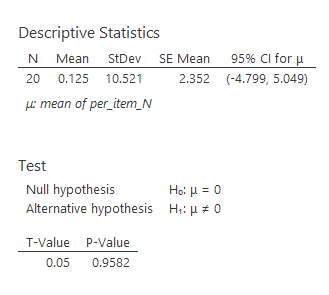 Descriptive Statistics
N Mean StDev SE Mean 95% CI for μ
20 0.125 10.521 2.352 (-4.799, 5.049)
μ: mean of per_item_N
Test
Null hypothesis H₀: μ = 0
Alternative hypothesis H₁: μ ≠ 0
T-Value P-Value
0.05 0.9582